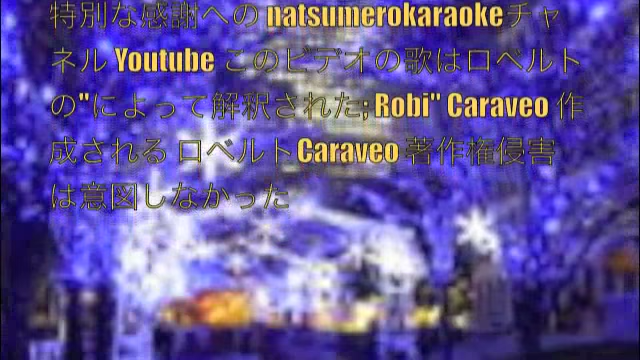 特別な感謝への natsumerokaraokeチャ
ネル Youtube このビデオの歌はロベルト
の"によって解釈された; Robi" Caraveo 作
成される ロベルトCaraveo 著作権侵害
は意図しなかった